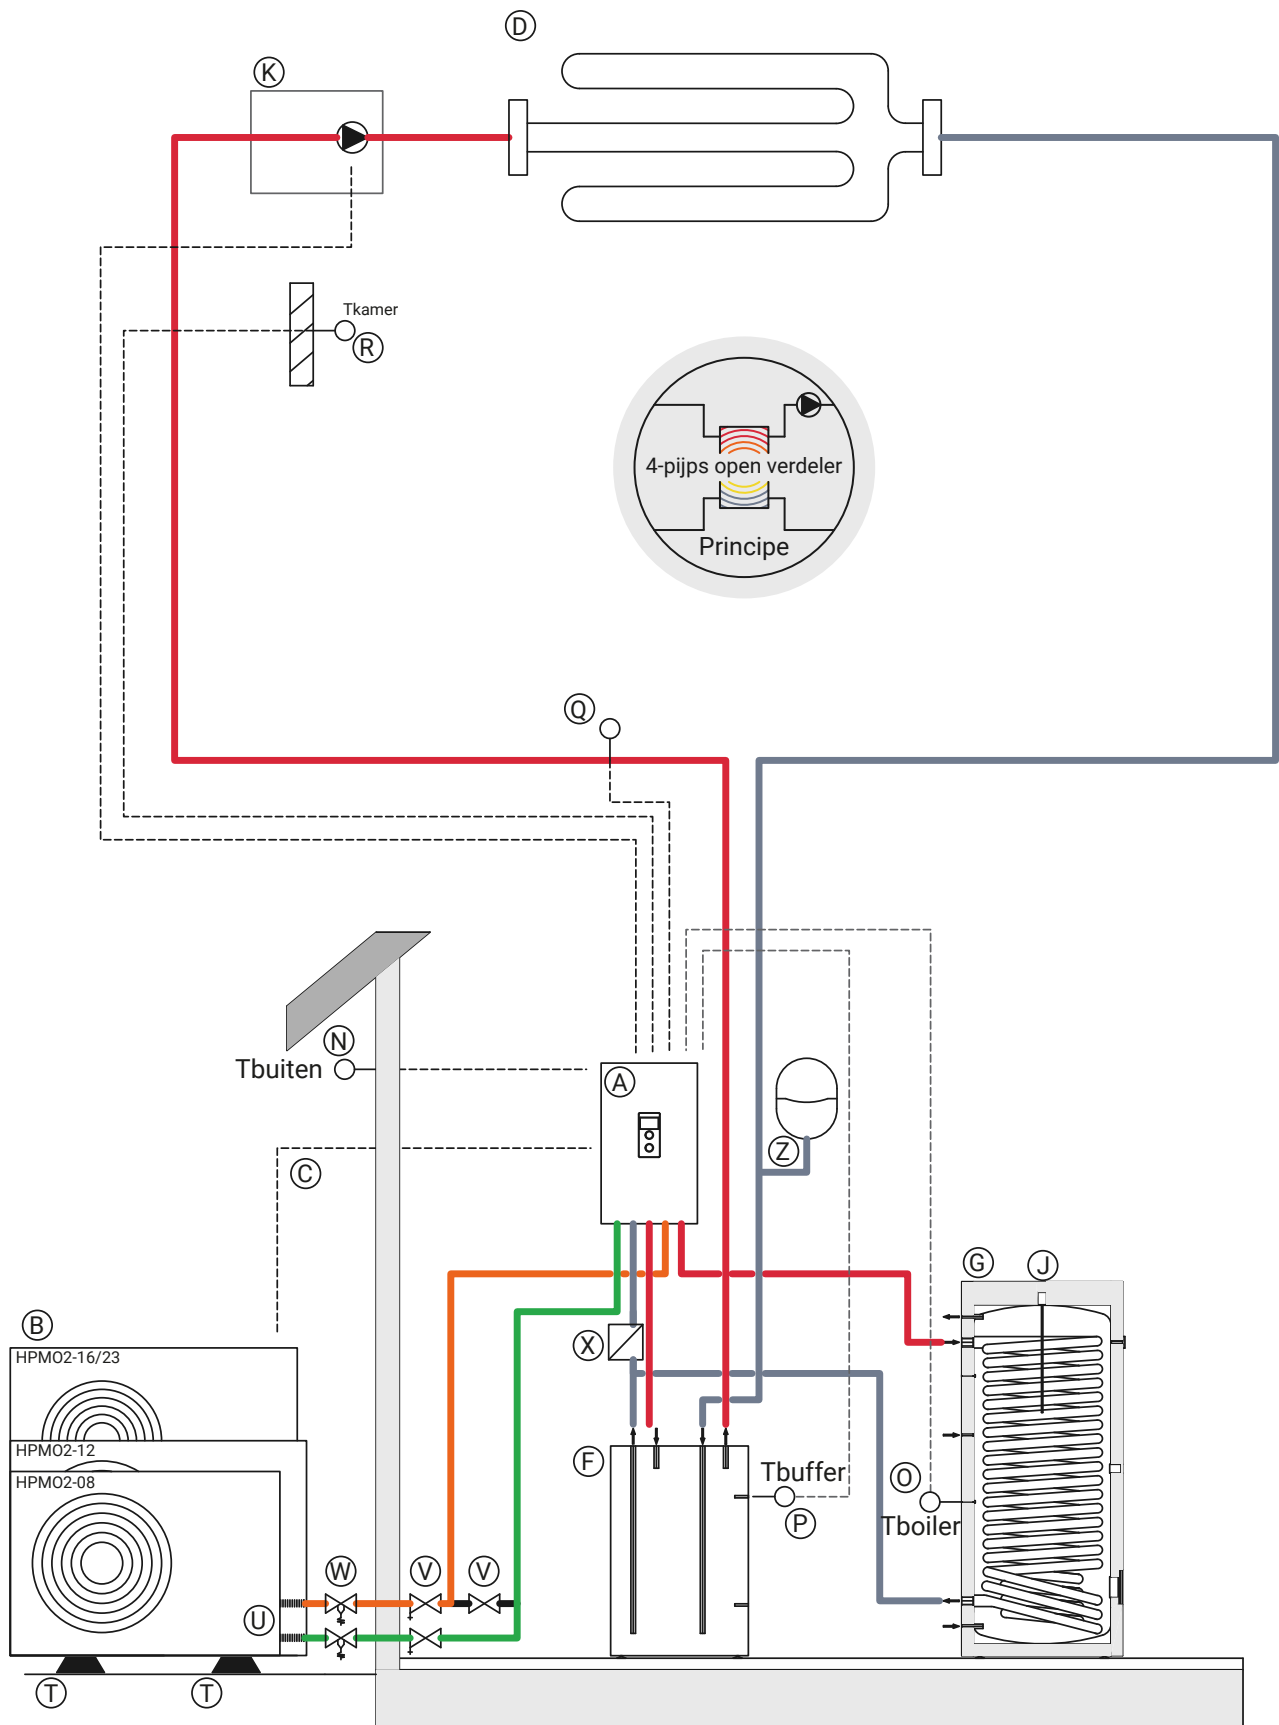 D
K
Tkamer
R
4-pijps open verdeler
Principe
Q
N
Tbuiten
A
C
Z
G
J
B
HPMO2-16/23
X
HPMO2-12
F
Tbuffer
O
HPMO2-08
P
Tboiler
W
V
V
U
T
T